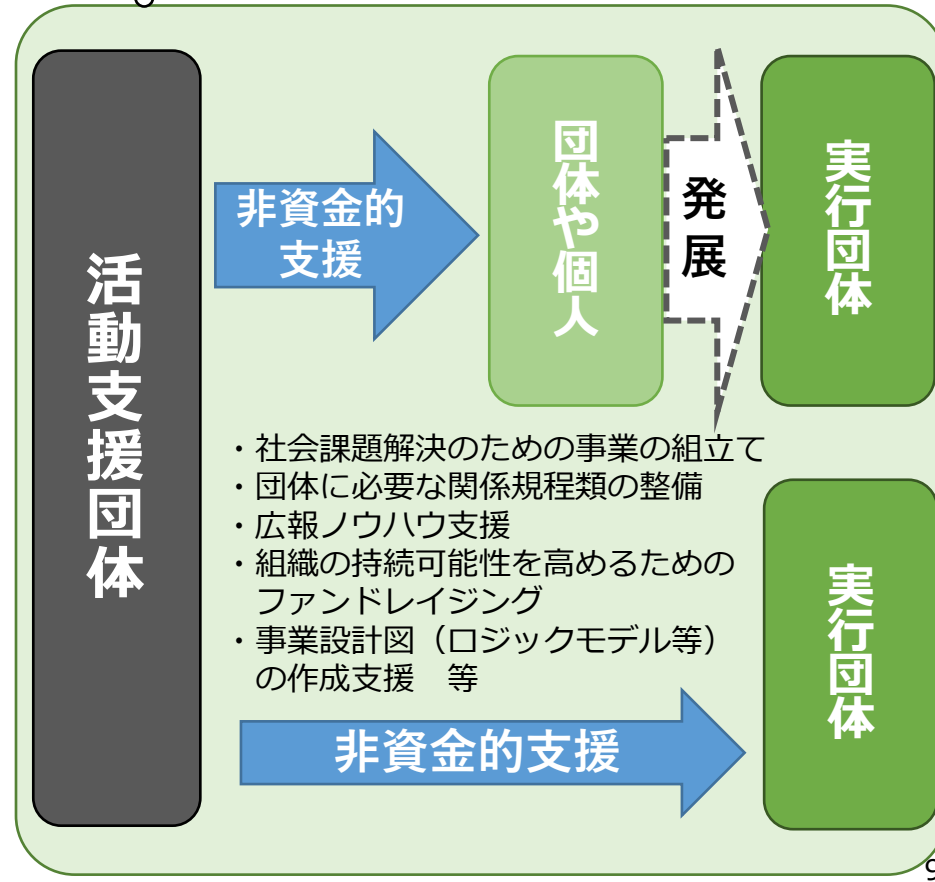 活動支援団体
非資金的
支援
団体や個人
発
展
実行団体
・社会課題解決のための事業の組立て
・団体に必要な関係規程類の整備
・広報ノウハウ支援
・組織の持続可能性を高めるための
ファンドレイジング
・事業設計図（ロジックモデル等）
の作成支援　等
非資金的支援
実行団体
9